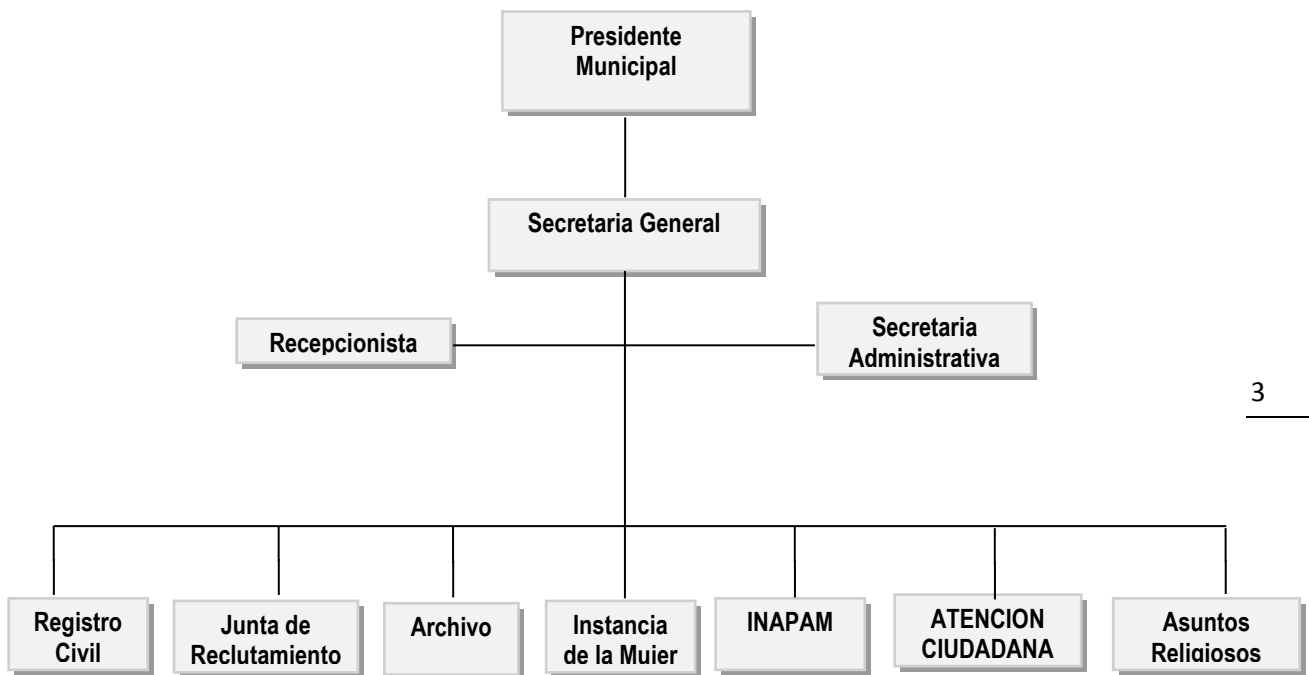 Presidente
Municipal
Secretaria General
Recepcionista
Secretaria
Administrativa
3
Registro
Civil
Junta de
Reclutamiento
Archivo
Instancia
de la Mujer
INAPAM
ATENCION
CIUDADANA
Asuntos
Religiosos